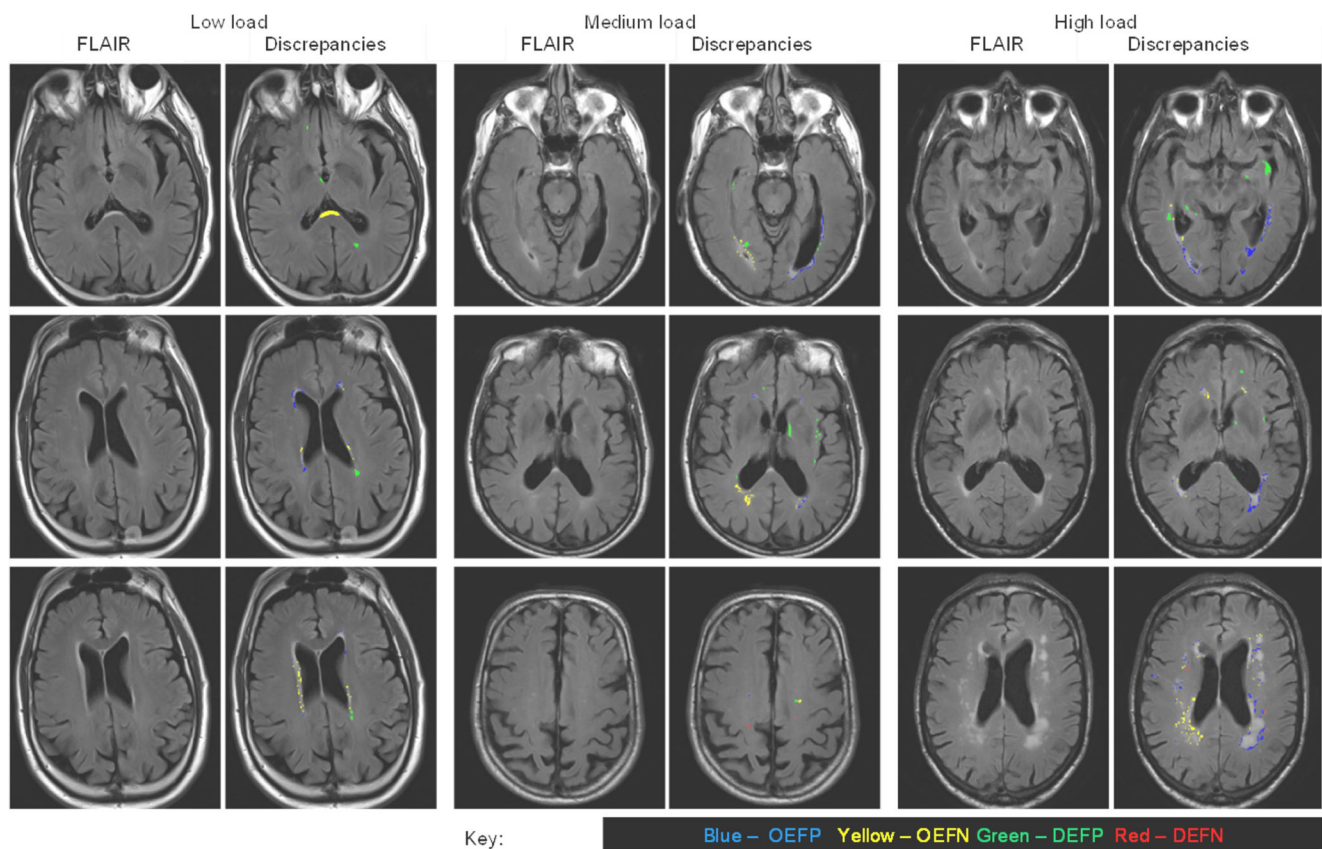 Low load Medium load High load
FLAIR Discrepancies FLAIR Discrepancies FLAIR Discrepancies
Key: Blue – OEFP Yellow – OEFN Green – DEFP Red – DEFN